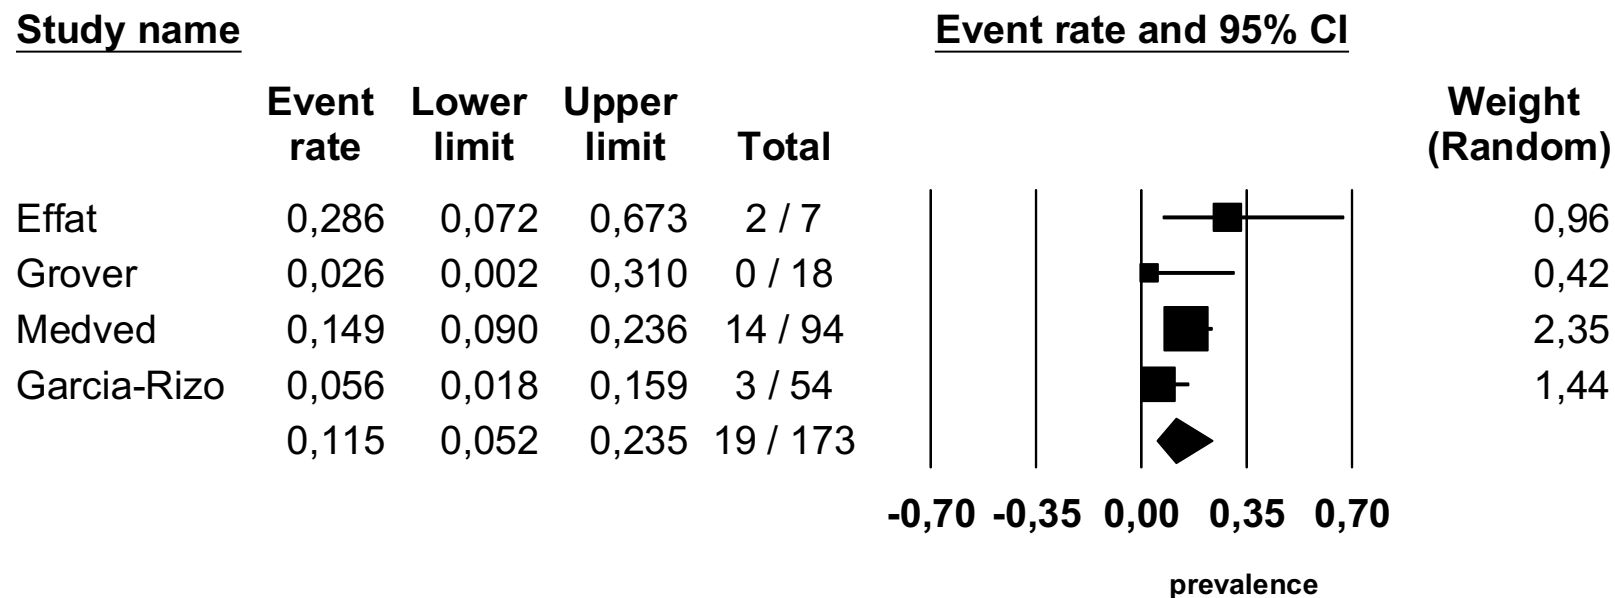 Study name Event rate and 95% CI
Event Lower Upper Weight
rate limit limit Total (Random)
Effat 0,286 0,072 0,673 2 / 7 0,96
Grover 0,026 0,002 0,310 0 / 18 0,42
Medved 0,149 0,090 0,236 14 / 94 2,35
Garcia-Rizo 0,056 0,018 0,159 3 / 54 1,44
0,115 0,052 0,235 19 / 173
-0,70 -0,35 0,00 0,35 0,70
prevalence